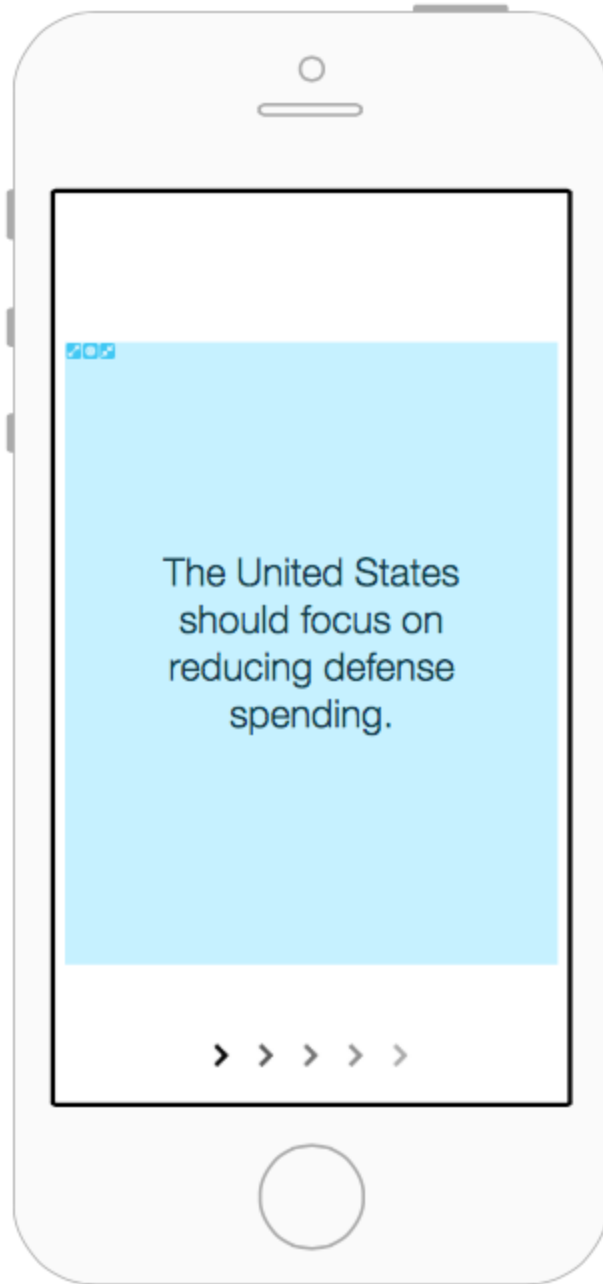 The United States
should focus on
reducing defense
spending.